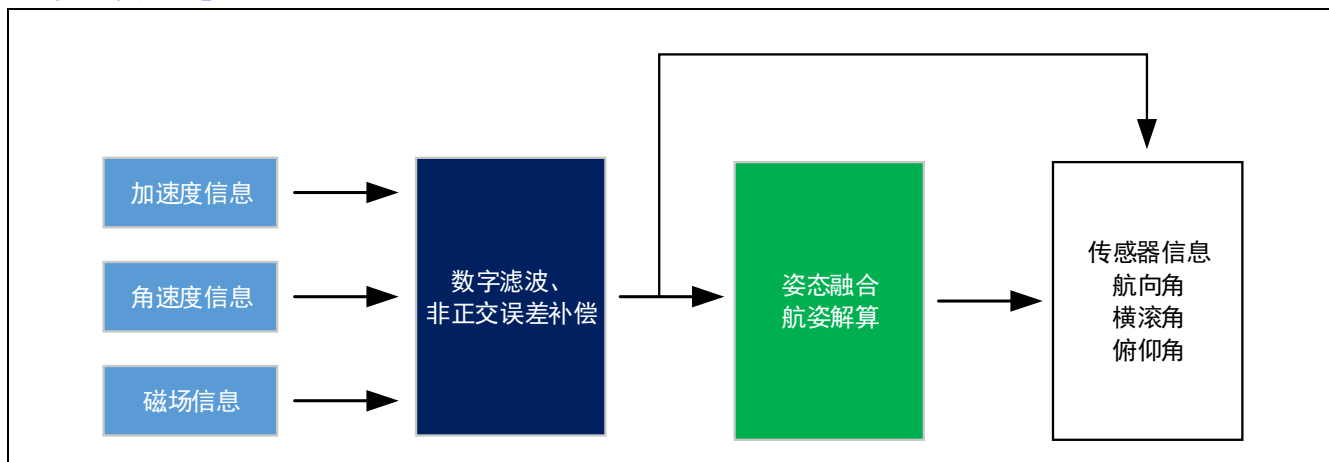 加速度信息
角速度信息
磁场信息
数字滤波、
非正交误差补偿
姿态融合
航姿解算
传感器信息
航向角
横滚角
俯仰角